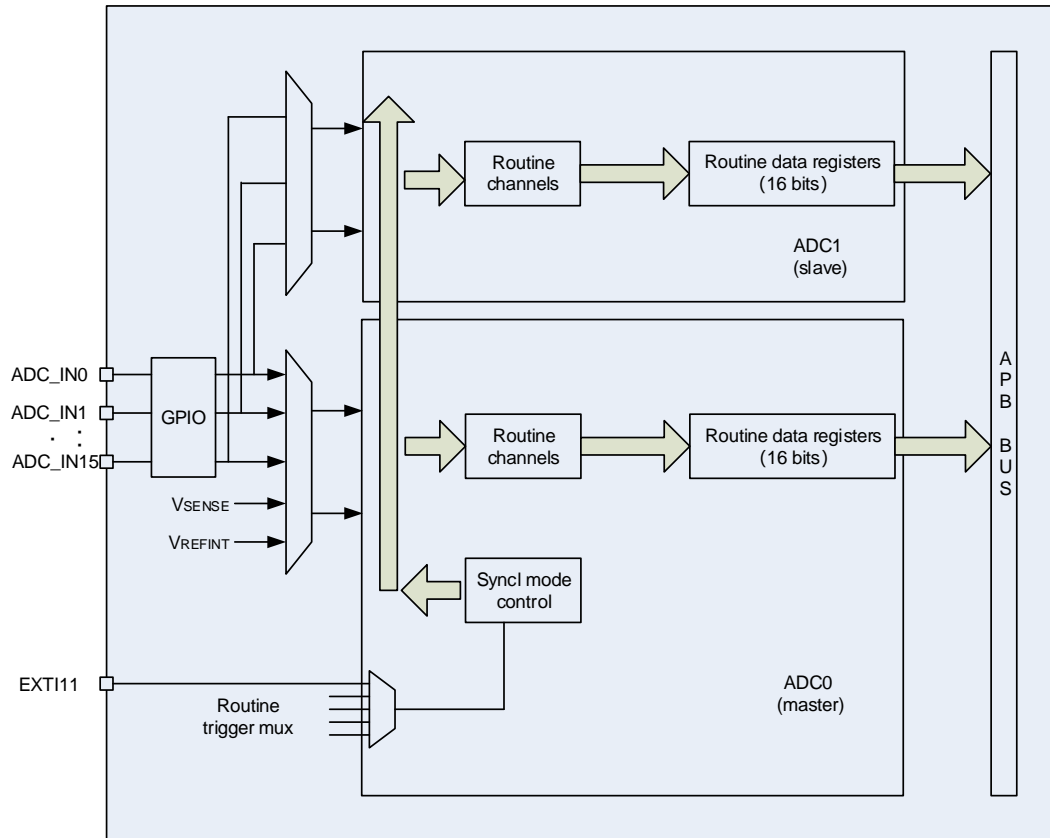 Routine
channels
Routine data registers
(16 bits)
ADC1
(slave)
ADC_IN0
ADC_IN1
. :
ADC_IN15
GPIO
VSENSE
VREFINT
Routine
channels
Routine data registers
(16 bits)
Syncl mode
control
EXTI11
Routine
trigger mux
ADC0
(master)
A
P
B
B
U
S